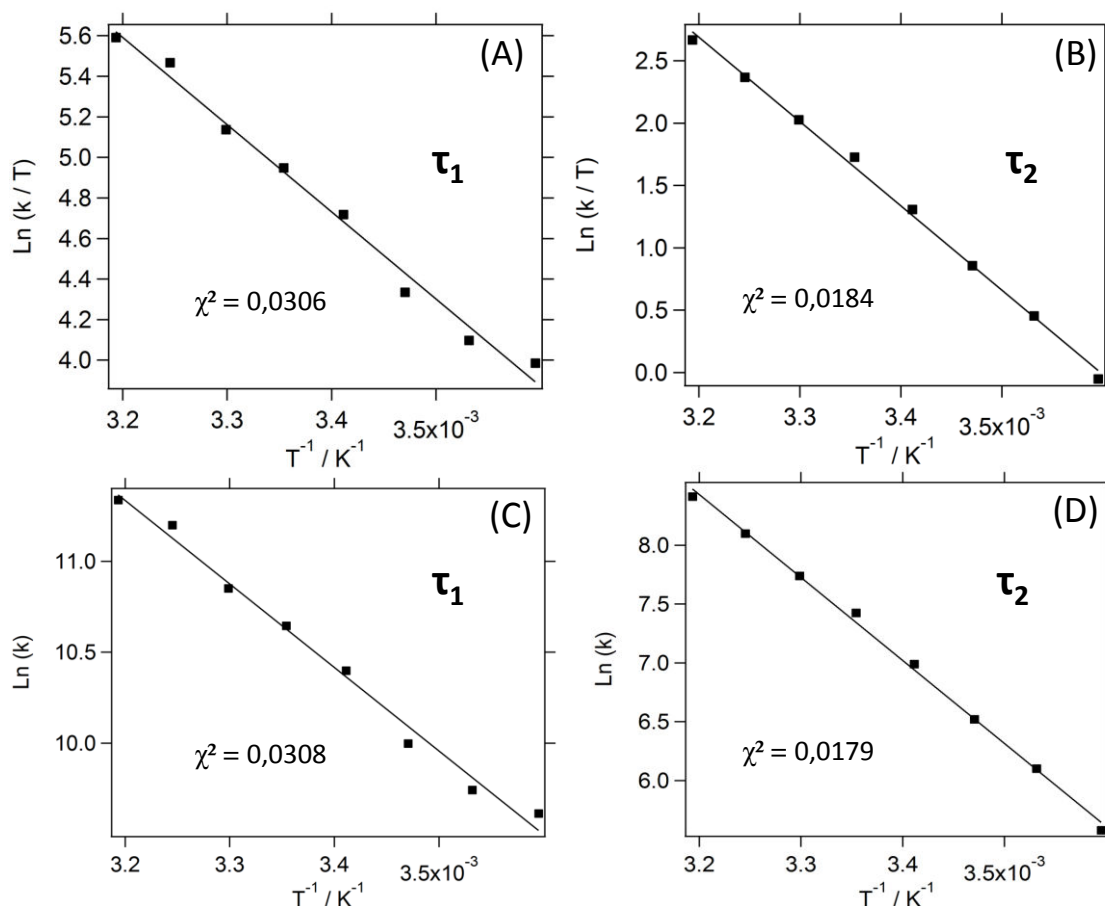 (A)
τ1
χ² = 0,0306
Ln (k / T)
5.6
5.4
5.2
5.0
4.8
4.6
4.4
4.2
4.0
3.2
3.3
3.4
3.5x10⁻³
T⁻¹ / K⁻¹
(B)
τ2
χ² = 0,0184
Ln (k / T)
2.5
2.0
1.5
1.0
0.5
0.0
3.2
3.3
3.4
3.5x10⁻³
T⁻¹ / K⁻¹
(C)
τ1
χ² = 0,0308
Ln (k)
11.0
10.5
10.0
3.2
3.3
3.4
3.5x10⁻³
T⁻¹ / K⁻¹
(D)
τ2
χ² = 0,0179
Ln (k)
8.0
7.5
7.0
6.5
6.0
3.2
3.3
3.4
3.5x10⁻³
T⁻¹ / K⁻¹